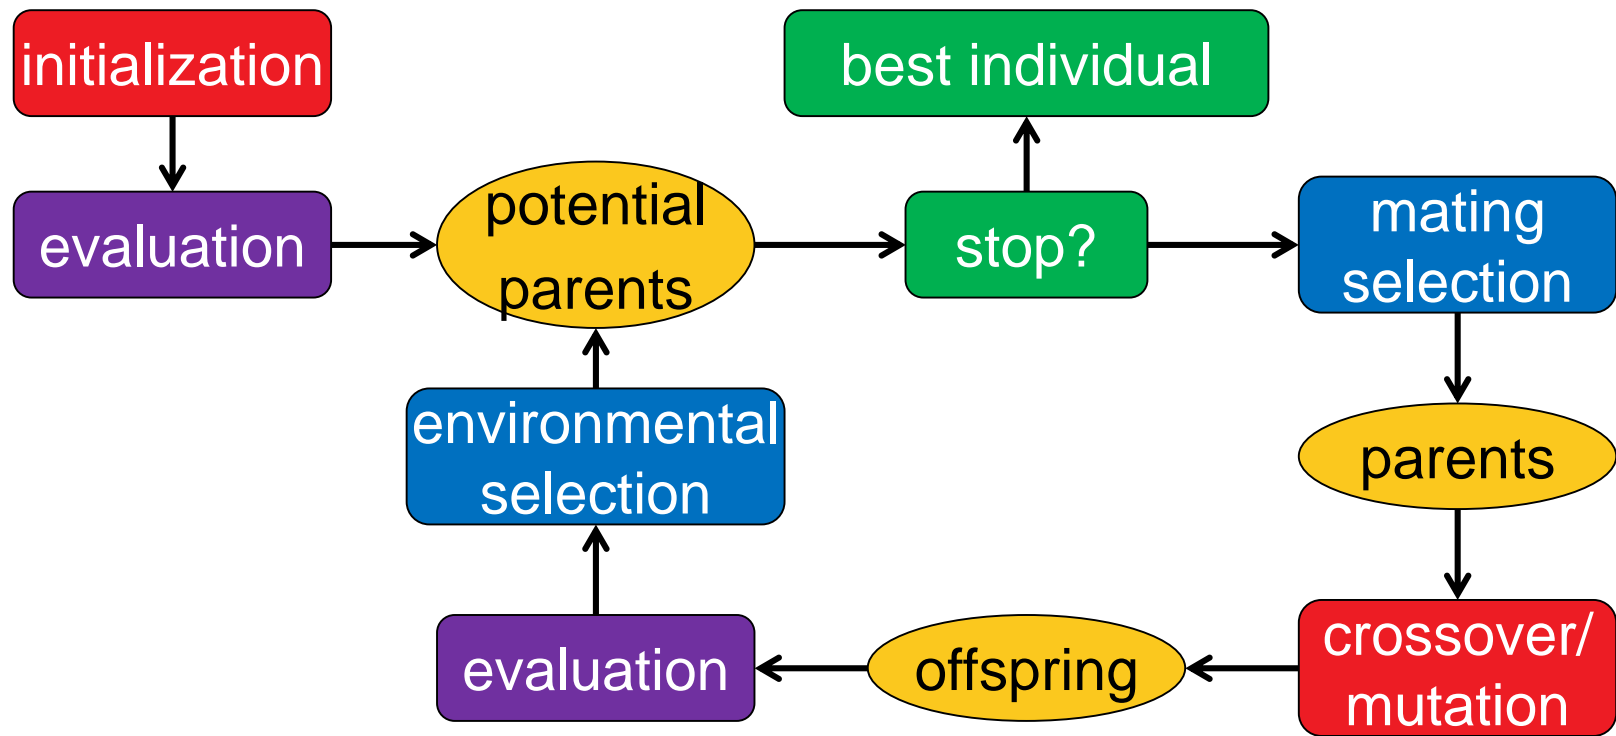 initialization
best individual
evaluation
potential
parents
stop?
mating
selection
environmental
selection
parents
evaluation
offspring
crossover/
mutation